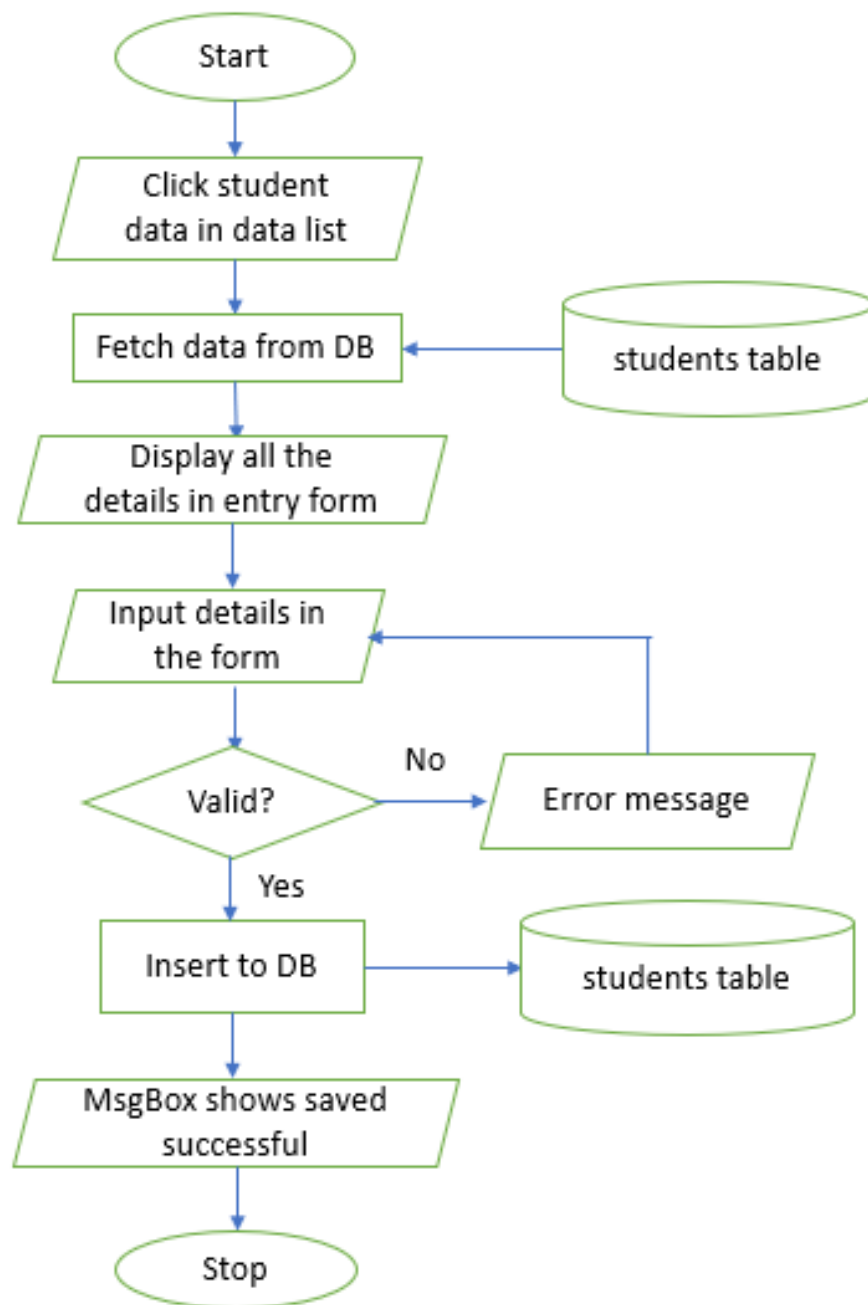 Start
Click student
data in data list
Fetch data from DB
students table
Display all the
details in entry form
Input details in
the form
No
Valid?
Error message
Yes
Insert to DB
students table
MsgBox shows saved
successful
Stop